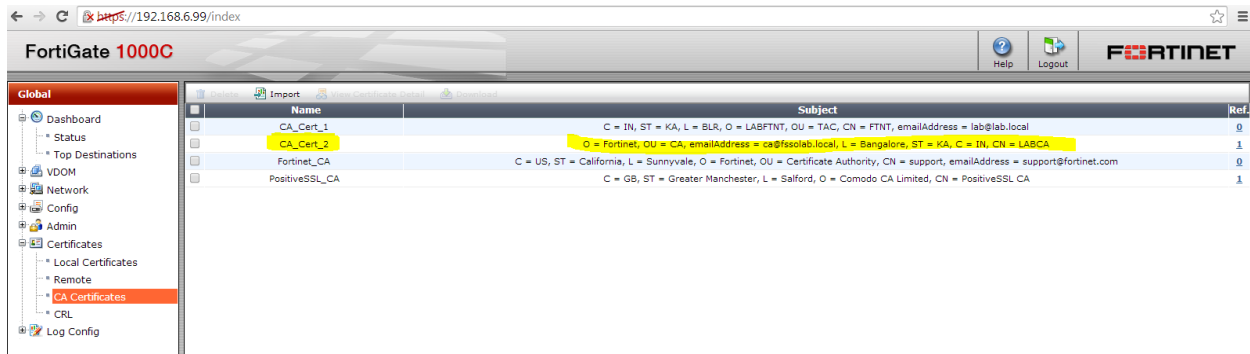 https://192.168.6.99/index
FortiGate 1000C
Help
Logout
FORTINET
Global
Delete Import View Certificate Detail Download
Name Subject Ref.
CA_Cert_1 C = IN, ST = KA, L = BLR, O = LABFTNT, OU = TAC, CN = FTNT, emailAddress = lab@lab.local 0
CA_Cert_2 O = Fortinet, OU = CA, emailAddress = ca@fssolab.local, L = Bangalore, ST = KA, C = IN, CN = LABCA 1
Fortinet_CA C = US, ST = California, L = Sunnyvale, O = Fortinet, OU = Certificate Authority, CN = support, emailAddress = support@fortinet.com 0
PositiveSSL_CA C = GB, ST = Greater Manchester, L = Salford, O = Comodo CA Limited, CN = PositiveSSL CA 1
Dashboard
Status
Top Destinations
VDOM
Network
Config
Admin
Certificates
Local Certificates
Remote
CA Certificates
CRL
Log Config